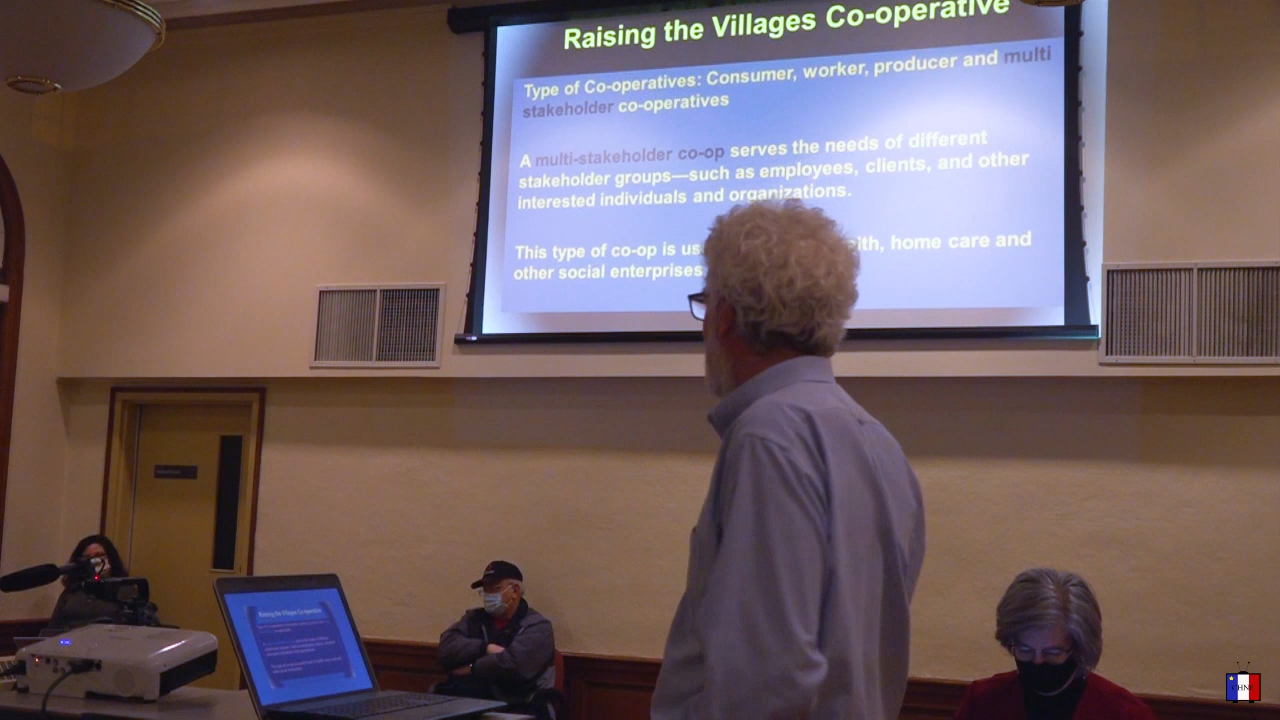 Raising the Villages Co-operative
Type of Co-operatives: Consumer, worker, producer and multi
stakeholder co-operatives
A multi-stakeholder co-op serves the needs of different
stakeholder groups—such as employees, clients, and other
interested individuals and organizations.
This type of co-op is home care and
other social enterprises
Raising the Villages Co-operative